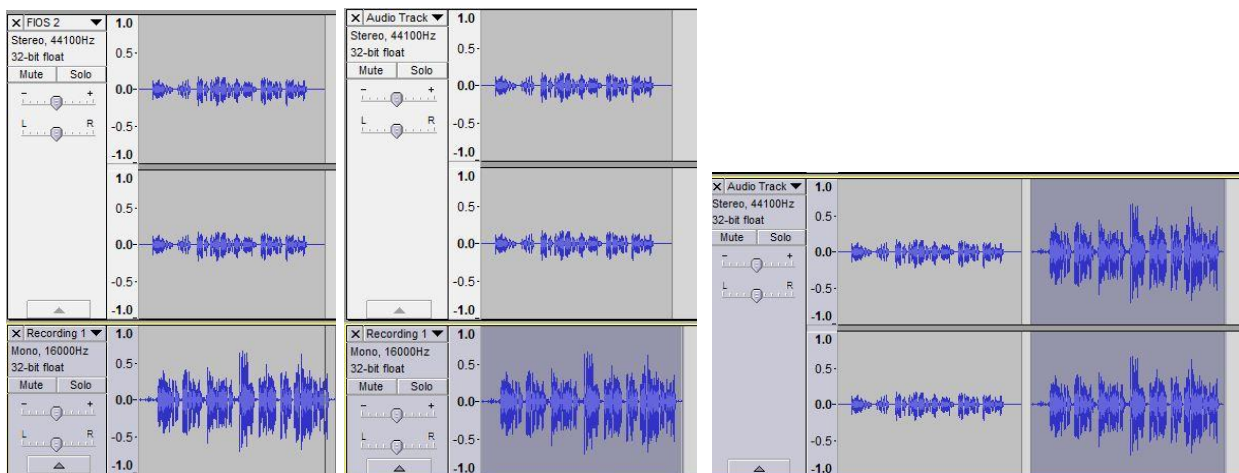 X FIOS 2
Stereo, 44100Hz
32-bit float
Mute Solo
- +
L R
1.0
0.5
0.0
-0.5
-1.0
1.0
0.5
0.0
-0.5
-1.0
X Recording 1
Mono, 16000Hz
32-bit float
Mute Solo
- +
L R
1.0
0.5
0.0
-0.5
-1.0
X Audio Track
Stereo, 44100Hz
32-bit float
Mute Solo
- +
L R
1.0
0.5
0.0
-0.5
-1.0
1.0
0.5
0.0
-0.5
-1.0
X Recording 1
Mono, 16000Hz
32-bit float
Mute Solo
- +
L R
1.0
0.5
0.0
-0.5
-1.0
X Audio Track
Stereo, 44100Hz
32-bit float
Mute Solo
- +
L R
1.0
0.5
0.0
-0.5
-1.0
1.0
0.5
0.0
-0.5
-1.0